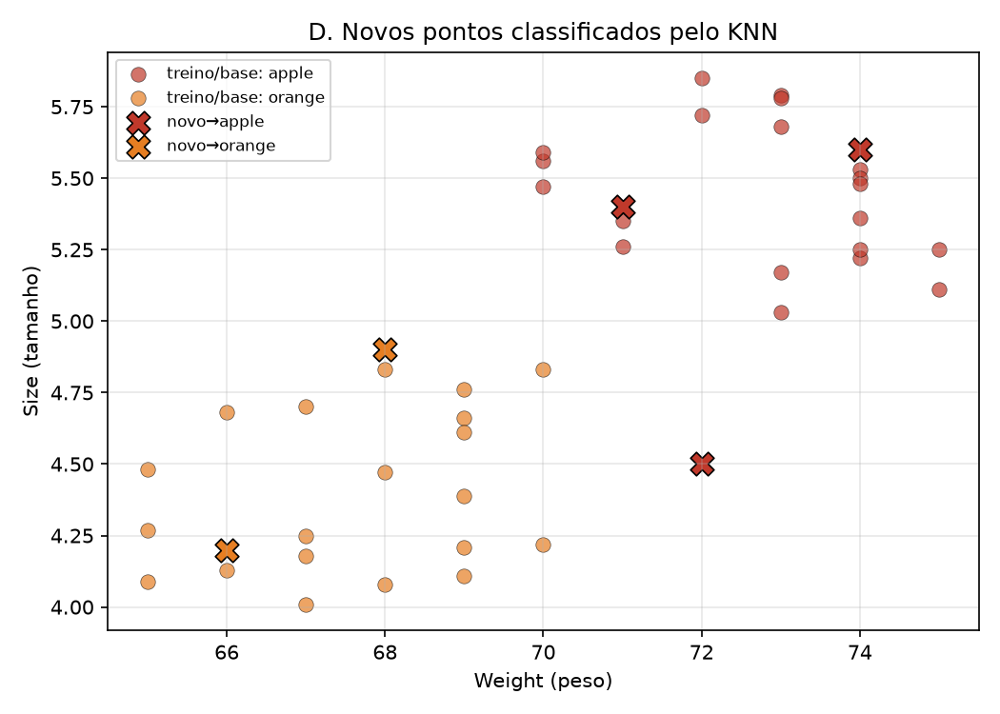 D. Novos pontos classificados pelo KNN
treino/base: apple
treino/base: orange
novo→apple
novo→orange
5.75
5.50
5.25
5.00
4.75
4.50
4.25
4.00
Size (tamanho)
66 68 70 72 74
Weight (peso)